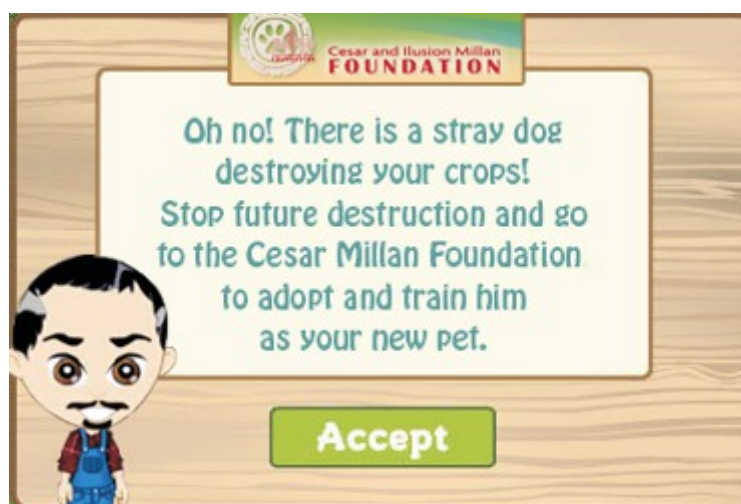 Cesar and Ilusion Millan
FOUNDATION
Oh no! There is a stray dog
destroying your crops!
Stop future destruction and go
to the Cesar Millan Foundation
to adopt and train him
as your new pet.
Accept